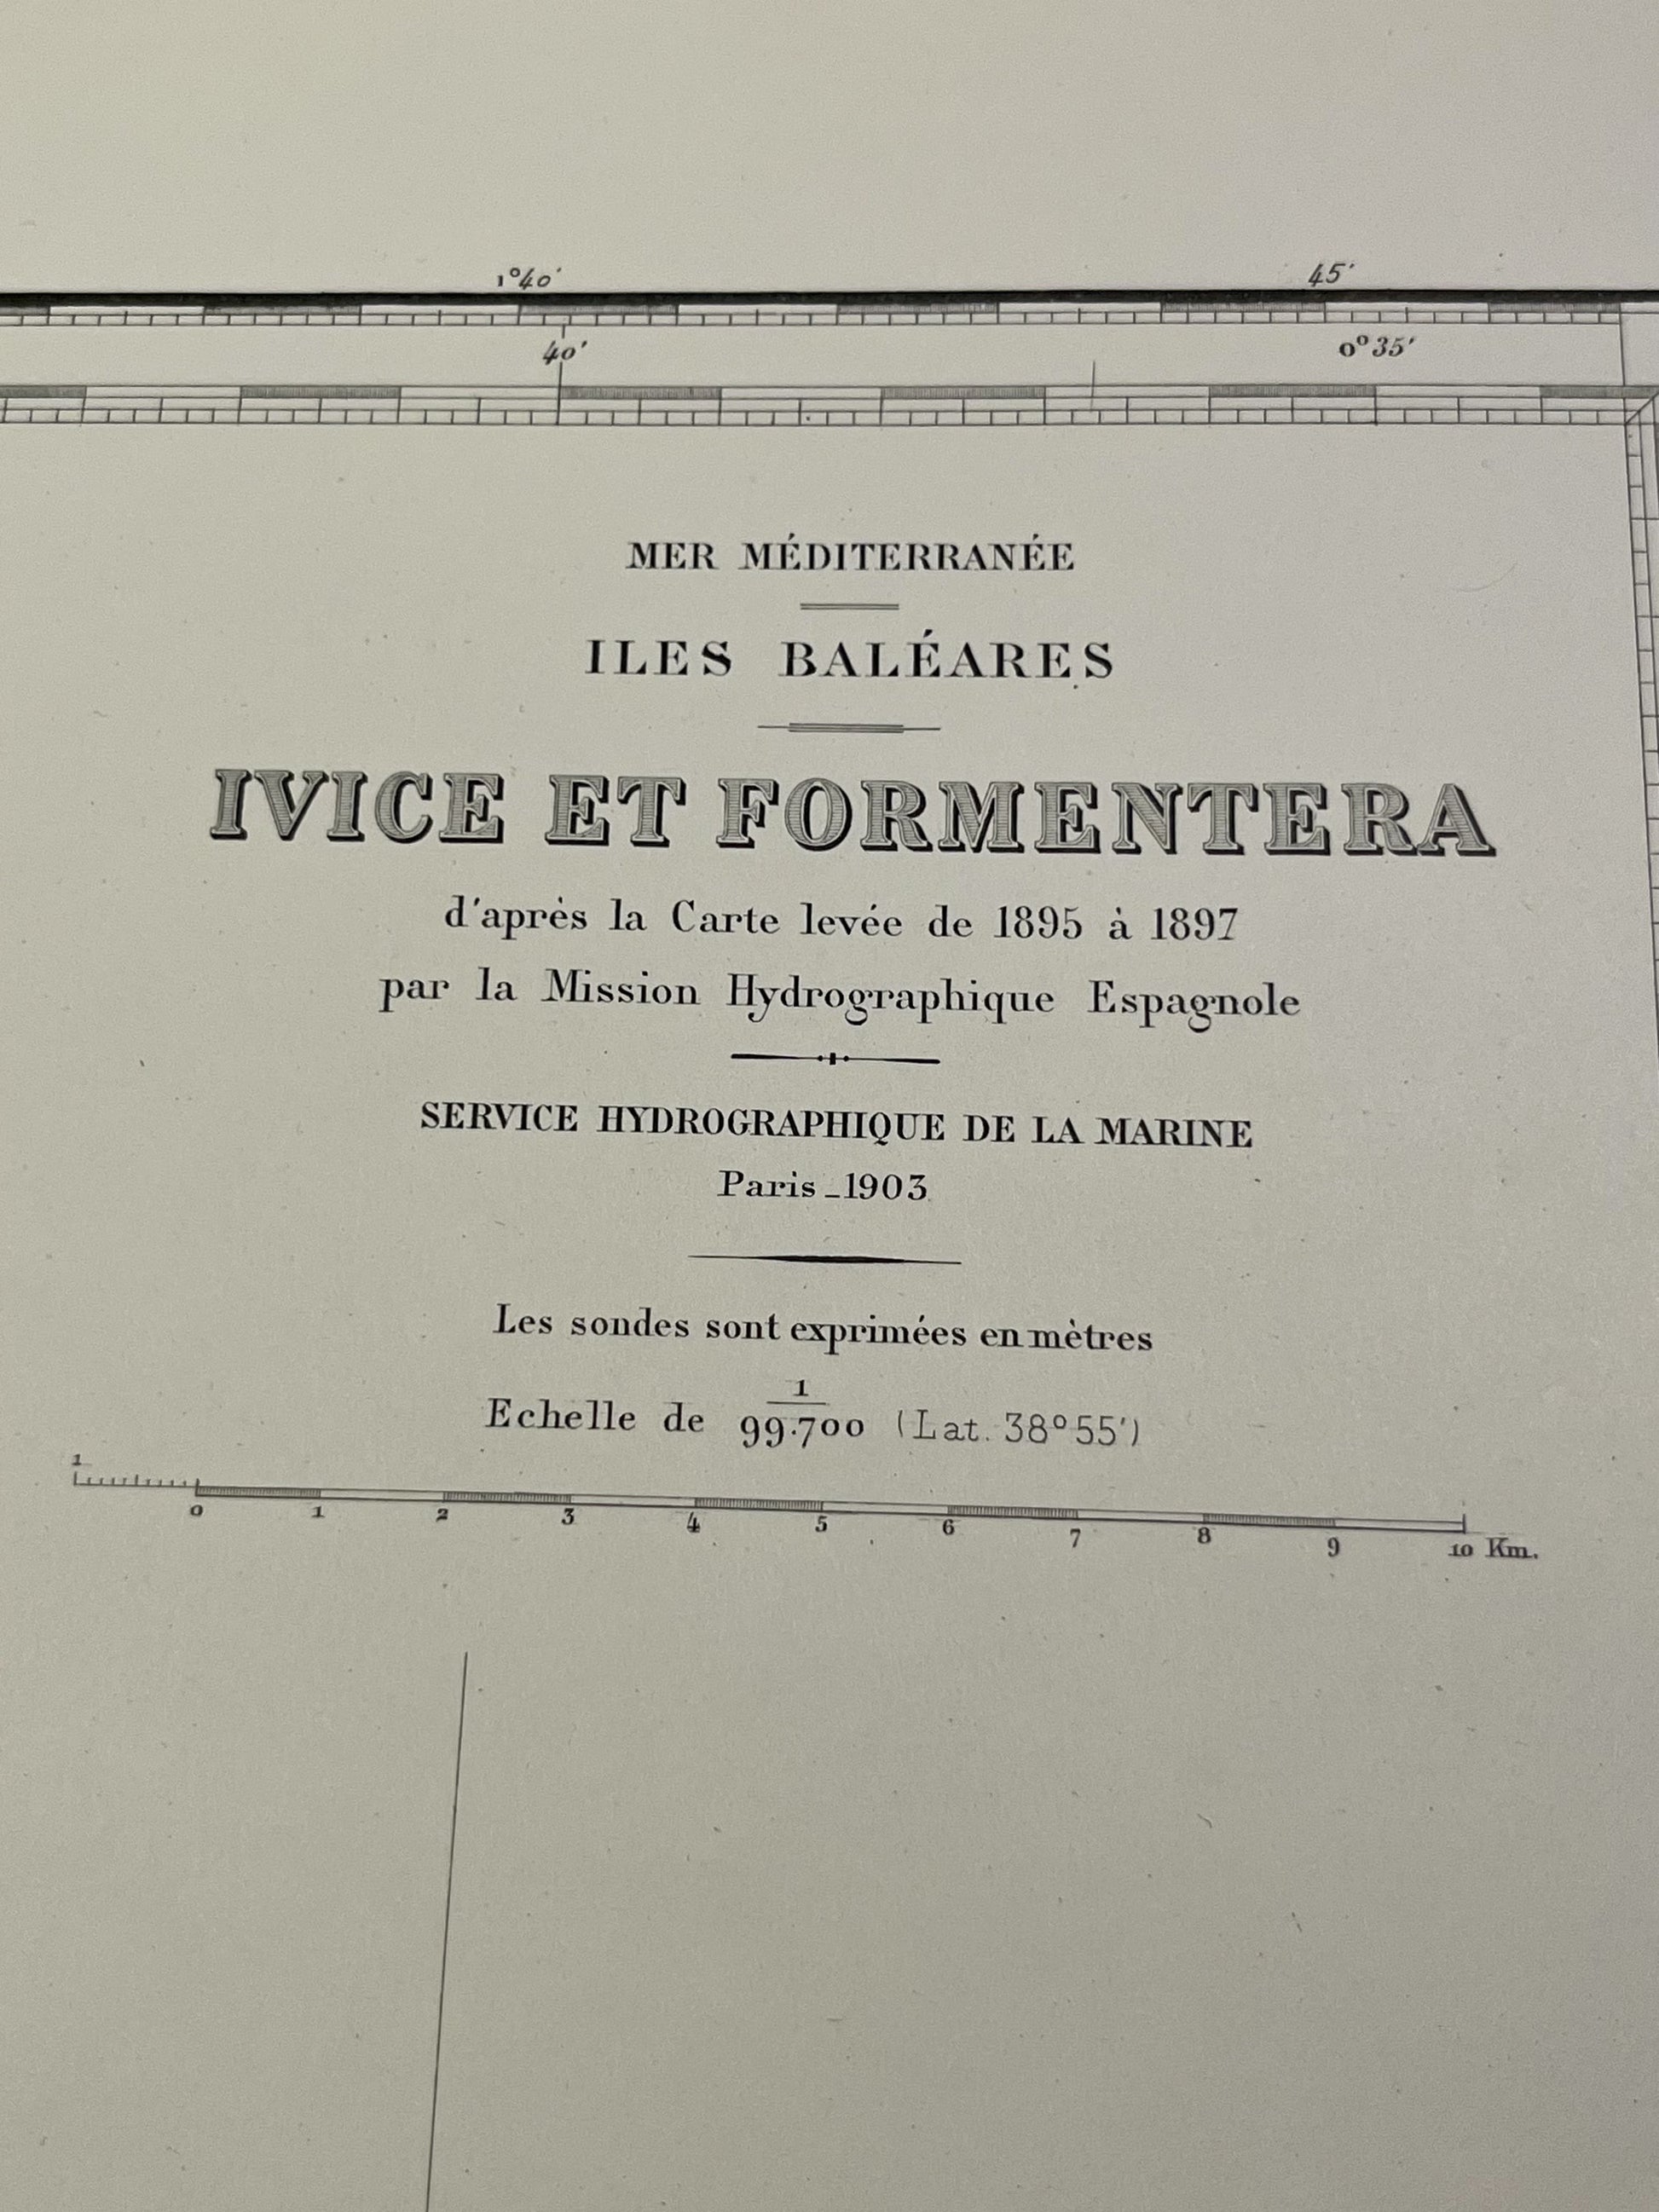 1°40′ 45′
40′ 0°35′
MER MÉDITERRANÉE
ILES BALÉARES
IVICE ET FORMENTERA
d'après la Carte levée de 1895 à 1897
par la Mission Hydrographique Espagnole
SERVICE HYDROGRAPHIQUE DE LA MARINE
Paris _ 1903
Les sondes sont exprimées en mètres
Echelle de 1/99.700 (Lat. 38°55′)
1 0 1 2 3 4 5 6 7 8 9 10 Km.